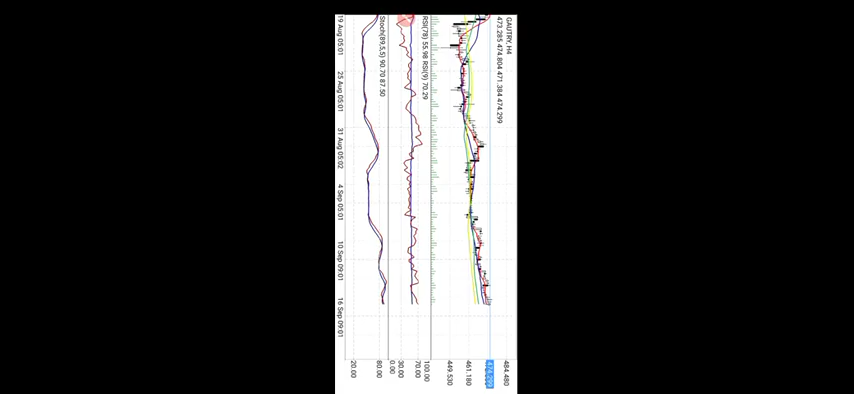 GAUTRY, H4
473.285 474.804 471.384 474.299
484.480
474.299
461.180
449.530
RSI(78) 55.98 RSI(9) 70.29
100.00
70.00
30.00
0.00
Stoch(89,5,5) 90.70 87.50
80.00
20.00
19 Aug 05:01
25 Aug 05:01
31 Aug 05:02
4 Sep 05:01
10 Sep 09:01
16 Sep 09:01